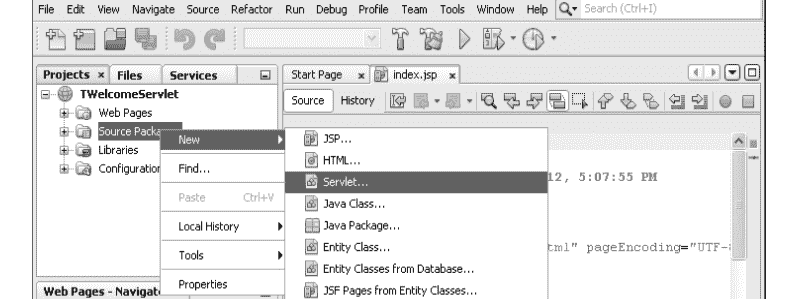 File Edit View Navigate Source Refactor Run Debug Profile Team Tools Window Help Search (Ctrl+I)
Projects × Files Services
Start Page × index.jsp ×
TWelcomeServlet
Source History
Web Pages
Source Packa
Libraries
Configuration
New
Find...
Paste Ctrl+V
Local History
Tools
Properties
JSP...
HTML...
Servlet...
Java Class...
Java Package...
Entity Class...
Entity Classes from Database...
JSF Pages from Entity Classes...
12, 5:07:55 PM
tml" pageEncoding="UTF-8
Web Pages - Navigat